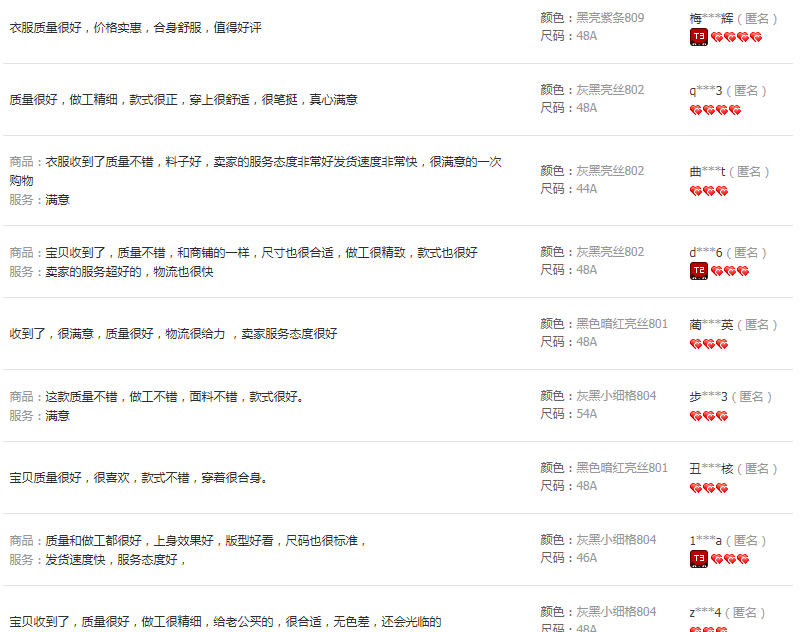 衣服质量很好，价格实惠，合身舒服，值得好评
颜色：黑亮紫条809
尺码：48A
梅***辉（匿名）
T3
质量很好，做工精细，款式很正，穿上很舒适，很笔挺，真心满意
颜色：灰黑亮丝802
尺码：48A
q***3（匿名）
商品：衣服收到了质量不错，料子好，卖家的服务态度非常好发货速度非常快，很满意的一次
购物
服务：满意
颜色：灰黑亮丝802
尺码：44A
曲***t（匿名）
商品：宝贝收到了，质量不错，和商铺的一样，尺寸也很合适，做工很精致，款式也很好
服务：卖家的服务超好的，物流也很快
颜色：灰黑亮丝802
尺码：48A
d***6（匿名）
T2
收到了，很满意，质量很好，物流很给力 ，卖家服务态度很好
颜色：黑色暗红亮丝801
尺码：48A
蔺***英（匿名）
商品：这款质量不错，做工不错，面料不错，款式很好。
服务：满意
颜色：灰黑小细格804
尺码：54A
步***3（匿名）
宝贝质量很好，很喜欢，款式不错，穿着很合身。
颜色：黑色暗红亮丝801
尺码：48A
丑***核（匿名）
商品：质量和做工都很好，上身效果好，版型好看，尺码也很标准，
服务：发货速度快，服务态度好，
颜色：灰黑小细格804
尺码：46A
1***a（匿名）
T3
宝贝收到了，质量很好，做工很精细，给老公买的，很合适，无色差，还会光临的
颜色：灰黑小细格804
尺码：48A
z***4（匿名）